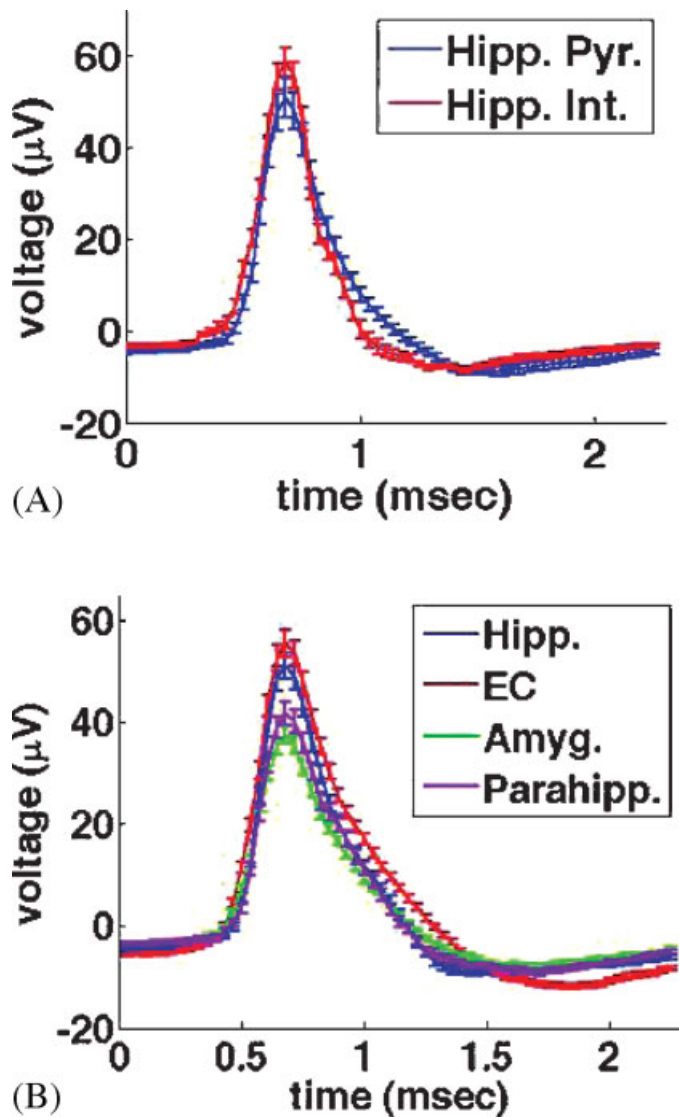 60
40
20
0
-20
voltage (μV)
Hipp. Pyr.
Hipp. Int.
0
1
2
time (msec)
(A)
60
40
20
0
-20
voltage (μV)
Hipp.
EC
Amyg.
Parahipp.
0
0.5
1
1.5
2
time (msec)
(B)